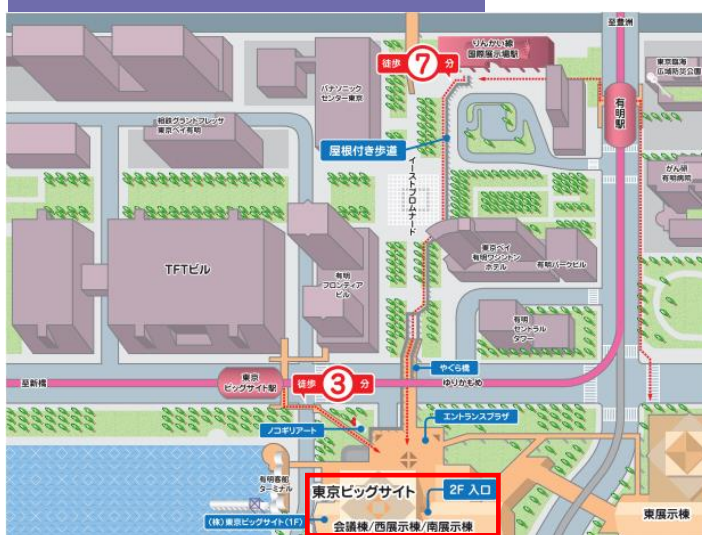 至豊洲
りんかい線
国際展示場駅
徒歩 7 分
東京臨海
広域防災公園
パナソニック
センター東京
有明駅
相鉄グランドフレッサ
東京ベイ有明
屋根付き歩道
イーストプロムナード
がん研
有明病院
東京ベイ
有明ワシントン
ホテル
有明パークビル
TFTビル
有明
フロンティア
ビル
有明
セントラル
タワー
やぐら橋
至新橋
東京
ビッグサイト駅
徒歩 3 分
ゆりかもめ
ノコギリアート
エントランスプラザ
有明客船
ターミナル
東京ビッグサイト
2F 入口
東展示棟
(株)東京ビッグサイト(1F)
会議棟/西展示棟/南展示棟